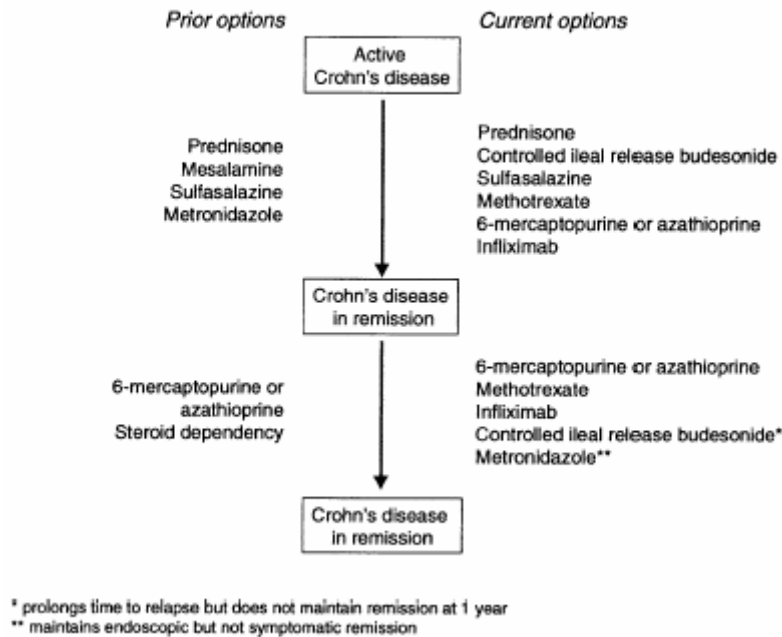 Prior options
Current options
Active
Crohn's disease
Prednisone
Mesalamine
Sulfasalazine
Metronidazole
Prednisone
Controlled ileal release budesonide
Sulfasalazine
Methotrexate
6-mercaptopurine or azathioprine
Infliximab
Crohn's disease
in remission
6-mercaptopurine or
azathioprine
Steroid dependency
6-mercaptopurine or azathioprine
Methotrexate
Infliximab
Controlled ileal release budesonide*
Metronidazole**
Crohn's disease
in remission
* prolongs time to relapse but does not maintain remission at 1 year
** maintains endoscopic but not symptomatic remission